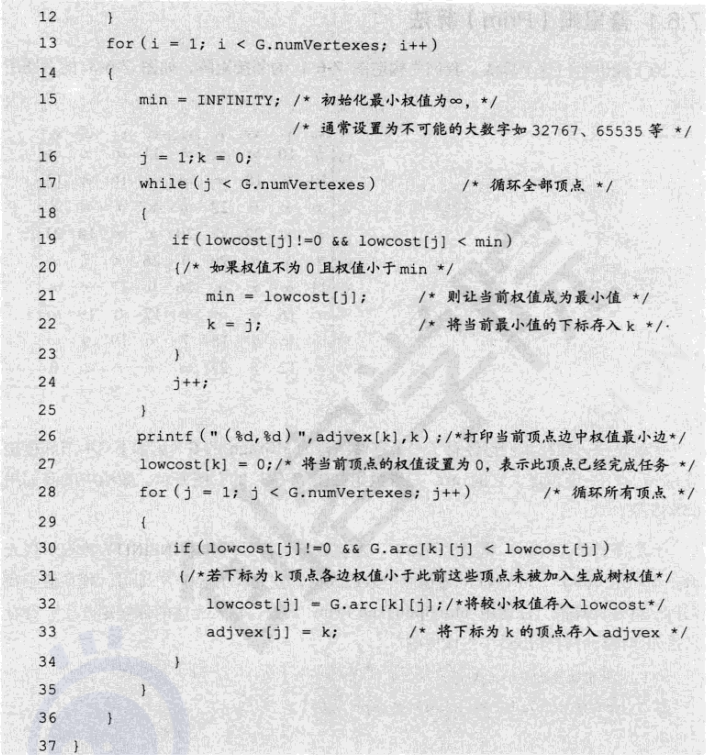 12 }
13 for(i = 1; i < G.numVertexes; i++)
14 {
15 min = INFINITY; /* 初始化最小权值为∞，*/
/* 通常设置为不可能的大数字如 32767、65535 等 */
16 j = 1;k = 0;
17 while(j < G.numVertexes) /* 循环全部顶点 */
18 {
19 if(lowcost[j]!=0 && lowcost[j] < min)
20 {/* 如果权值不为 0 且权值小于 min */
21 min = lowcost[j]; /* 则让当前权值成为最小值 */
22 k = j; /* 将当前最小值的下标存入 k */
23 }
24 j++;
25 }
26 printf("(%d,%d)",adjvex[k],k);/*打印当前顶点边中权值最小边*/
27 lowcost[k] = 0;/* 将当前顶点的权值设置为 0，表示此顶点已经完成任务 */
28 for(j = 1; j < G.numVertexes; j++) /* 循环所有顶点 */
29 {
30 if(lowcost[j]!=0 && G.arc[k][j] < lowcost[j])
31 {/*若下标为 k 顶点各边权值小于此前这些顶点未被加入生成树权值*/
32 lowcost[j] = G.arc[k][j];/*将较小权值存入 lowcost*/
33 adjvex[j] = k; /* 将下标为 k 的顶点存入 adjvex */
34 }
35 }
36 }
37 }